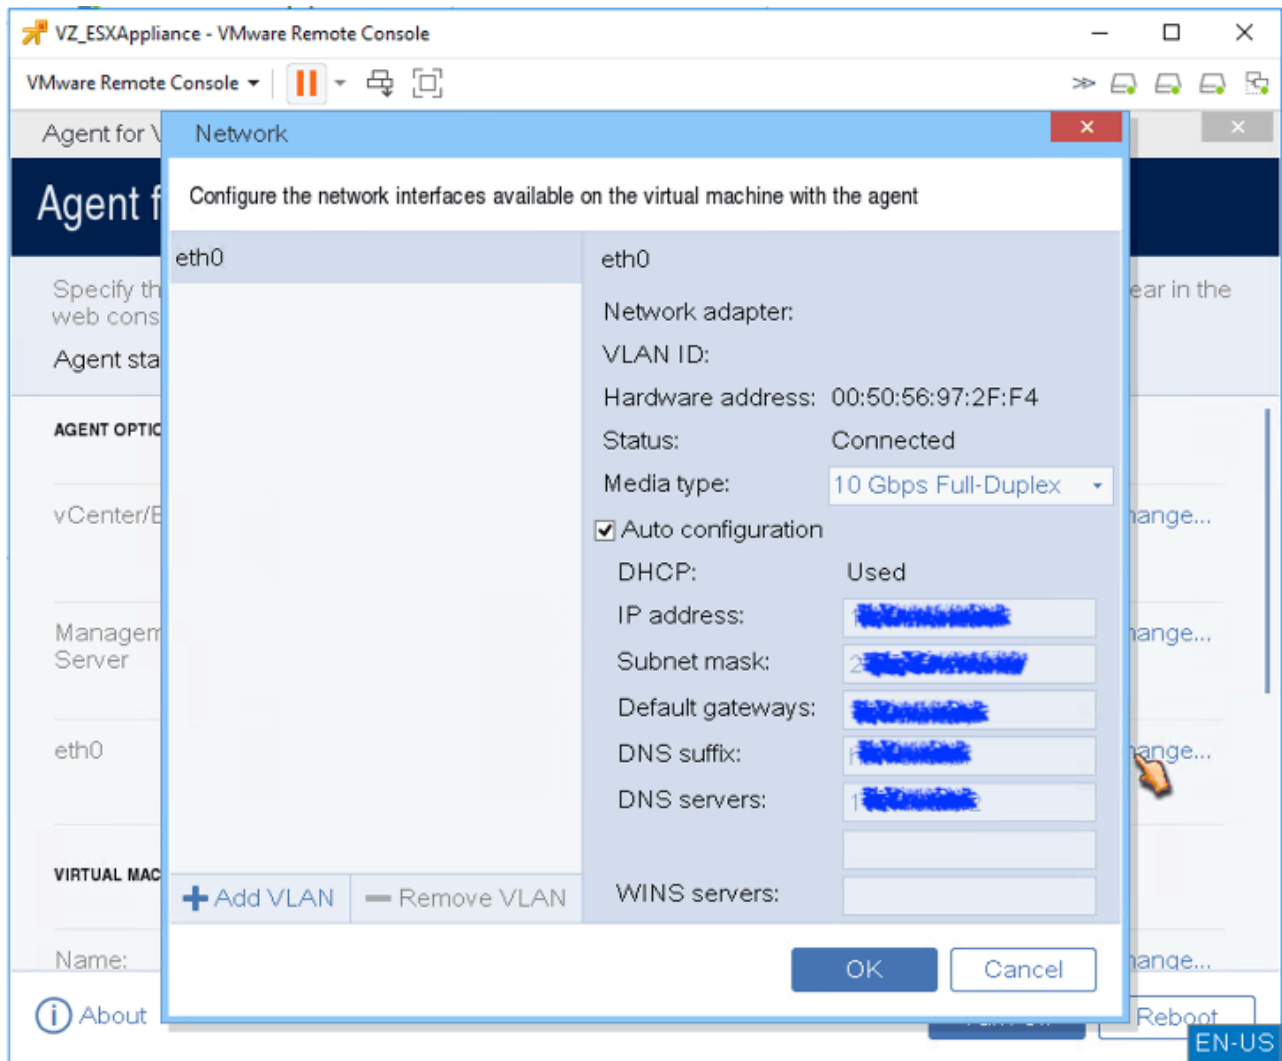 VZ_ESXAppliance - VMware Remote Console
VMware Remote Console
Agent for
Network
Agent f
Configure the network interfaces available on the virtual machine with the agent
eth0
eth0
Specify th
ear in the
web cons
Network adapter:
VLAN ID:
Agent sta
Hardware address: 00:50:56:97:2F:F4
AGENT OPTIO
Status: Connected
Media type: 10 Gbps Full-Duplex
vCenter/E
ange...
Auto configuration
DHCP: Used
IP address:
Managem
ange...
Server
Subnet mask: 2
Default gateways:
eth0
DNS suffix:
ange...
DNS servers: 1 2
VIRTUAL MAC
Add VLAN
Remove VLAN
WINS servers:
Name:
OK
Cancel
ange...
About
Reboot
EN-US